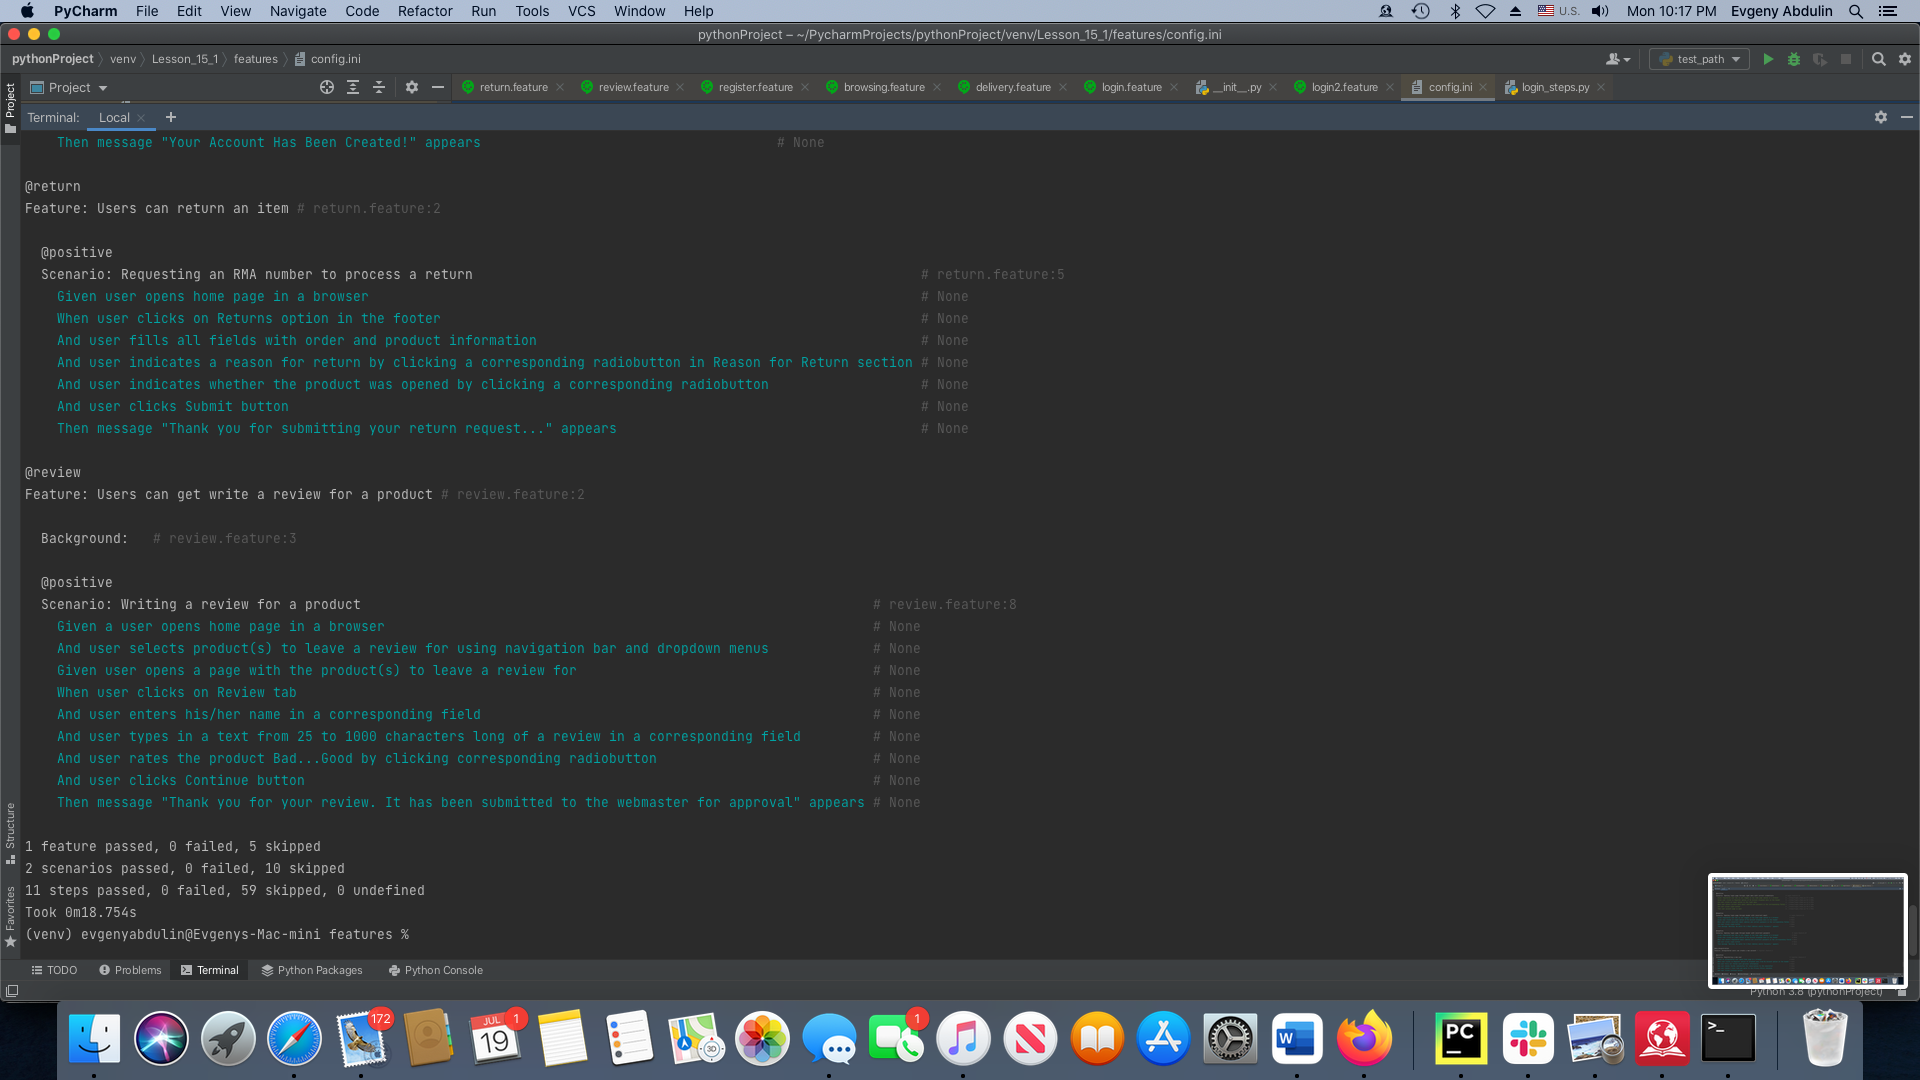 PyCharm File Edit View Navigate Code Refactor Run Tools VCS Window Help U.S. Mon 10:17 PM Evgeny Abdulin
pythonProject – ~/PycharmProjects/pythonProject/venv/Lesson_15_1/features/config.ini
pythonProject venv Lesson_15_1 features config.ini test_path
Project return.feature review.feature register.feature browsing.feature delivery.feature login.feature __init__.py login2.feature config.ini login_steps.py
Project
Terminal: Local
Then message "Your Account Has Been Created!" appears # None
@return
Feature: Users can return an item # return.feature:2
@positive
Scenario: Requesting an RMA number to process a return # return.feature:5
Given user opens home page in a browser # None
When user clicks on Returns option in the footer # None
And user fills all fields with order and product information # None
And user indicates a reason for return by clicking a corresponding radiobutton in Reason for Return section # None
And user indicates whether the product was opened by clicking a corresponding radiobutton # None
And user clicks Submit button # None
Then message "Thank you for submitting your return request..." appears # None
@review
Feature: Users can get write a review for a product # review.feature:2
Background: # review.feature:3
@positive
Scenario: Writing a review for a product # review.feature:8
Given a user opens home page in a browser # None
And user selects product(s) to leave a review for using navigation bar and dropdown menus # None
Given user opens a page with the product(s) to leave a review for # None
When user clicks on Review tab # None
And user enters his/her name in a corresponding field # None
And user types in a text from 25 to 1000 characters long of a review in a corresponding field # None
And user rates the product Bad...Good by clicking corresponding radiobutton # None
And user clicks Continue button # None
Then message "Thank you for your review. It has been submitted to the webmaster for approval" appears # None
Structure
1 feature passed, 0 failed, 5 skipped
2 scenarios passed, 0 failed, 10 skipped
11 steps passed, 0 failed, 59 skipped, 0 undefined
Took 0m18.754s
(venv) evgenyabdulin@Evgenys-Mac-mini features %
Favorites
TODO Problems Terminal Python Packages Python Console
Python 3.8 (pythonProject)
172 JUL 19 1 3D 1 W PC >_